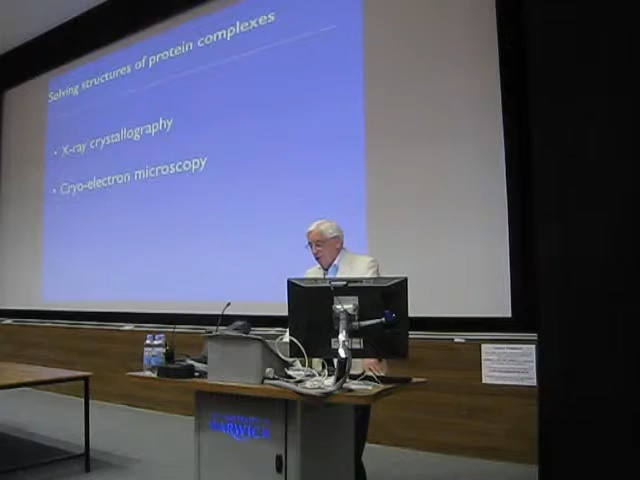 Solving structures of protein complexes
• X-ray crystallography
• Cryo-electron microscopy
WARWICK